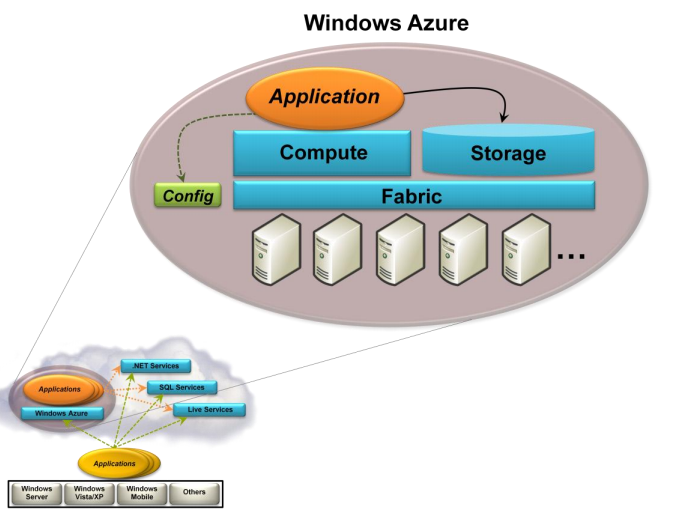 Windows Azure
Application
Compute
Storage
Config
Fabric
...
.NET Services
Applications
SQL Services
Windows Azure
Live Services
Applications
Windows
Server
Windows
Vista/XP
Windows
Mobile
Others